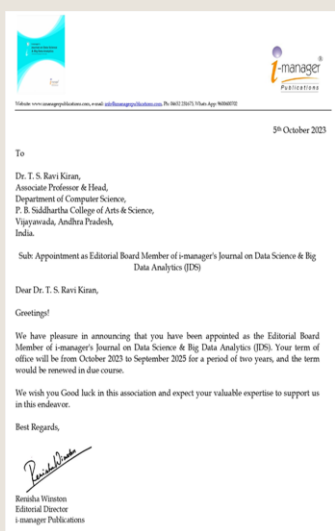 i-manager®
Publications
Website: www.imanagerpublications.com, e-mail: info@imanagerpublications.com, Ph: 04652 231675; Whats App:
5th October 2023
To
Dr. T. S. Ravi Kiran,
Associate Professor & Head,
Department of Computer Science,
P. B. Siddhartha College of Arts & Science,
Vijayawada, Andhra Pradesh,
India.
Sub: Appointment as Editorial Board Member of i-manager's Journal on Data Science & Big
Data Analytics (JDS)
Dear Dr. T. S. Ravi Kiran,
Greetings!
We have pleasure in announcing that you have been appointed as the Editorial Board
Member of i-manager's Journal on Data Science & Big Data Analytics (JDS). Your term of
office will be from October 2023 to September 2025 for a period of two years, and the term
would be renewed in due course.
We wish you Good luck in this association and expect your valuable expertise to support us
in this endeavor.
Best Regards,
Renisha Winston
Renisha Winston
Editorial Director
i-manager Publications